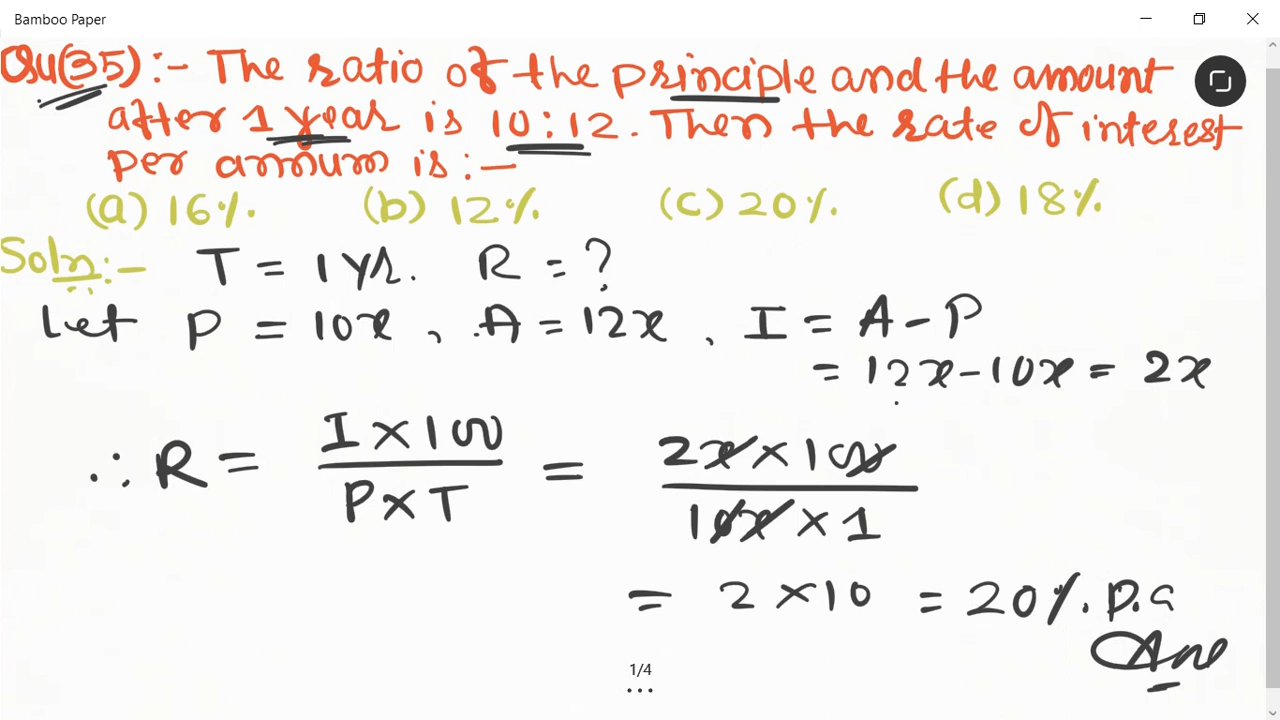 Bamboo Paper
Qu(35):- The ratio of the principle and the amount
after 1 year is 10:12. Then the rate of interest
per annum is :-
(a) 16% (b) 12% (c) 20% (d) 18%
Soln:- T = 1 yr. R = ?
Let P = 10x, A = 12x, I = A - P
= 12x - 10x = 2x
∴ R = I × 100 / P × T = 2x × 100 / 10x × 1
= 2 × 10 = 20% p.a
Ans
1/4